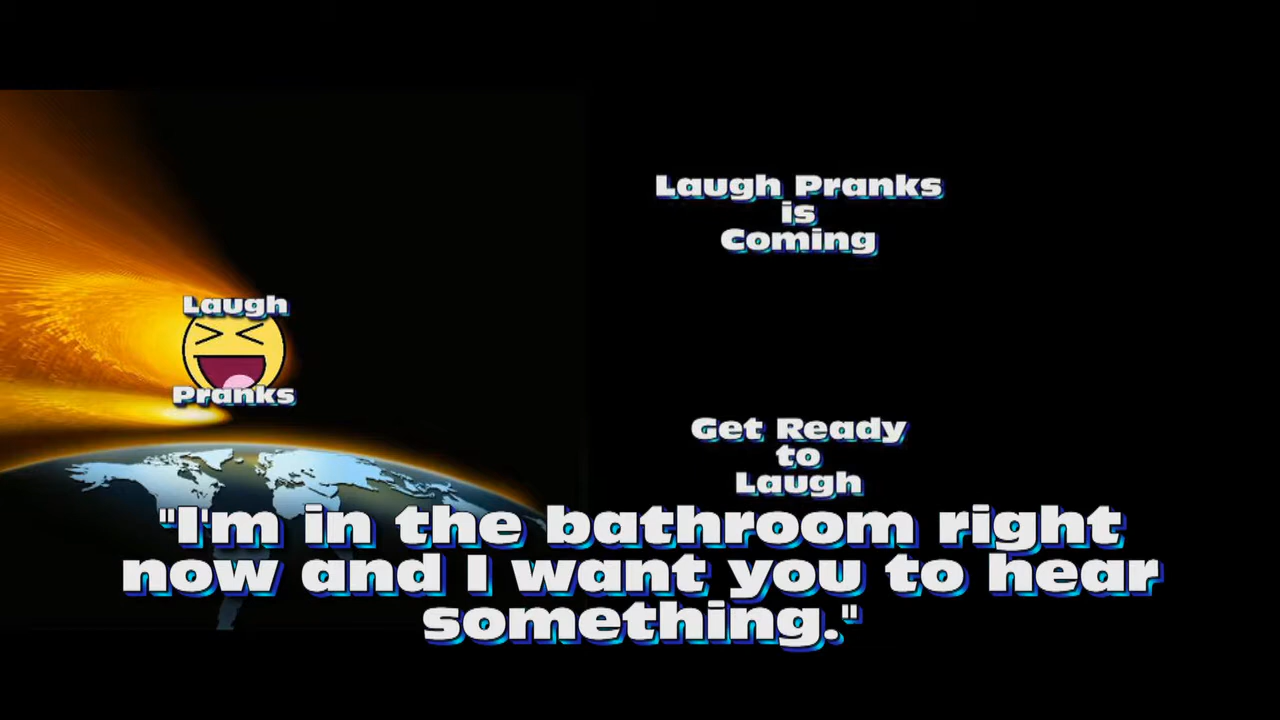 Laugh
Pranks
Laugh Pranks
is
Coming
Get Ready
to
Laugh
"I'm in the bathroom right
now and I want you to hear
something."